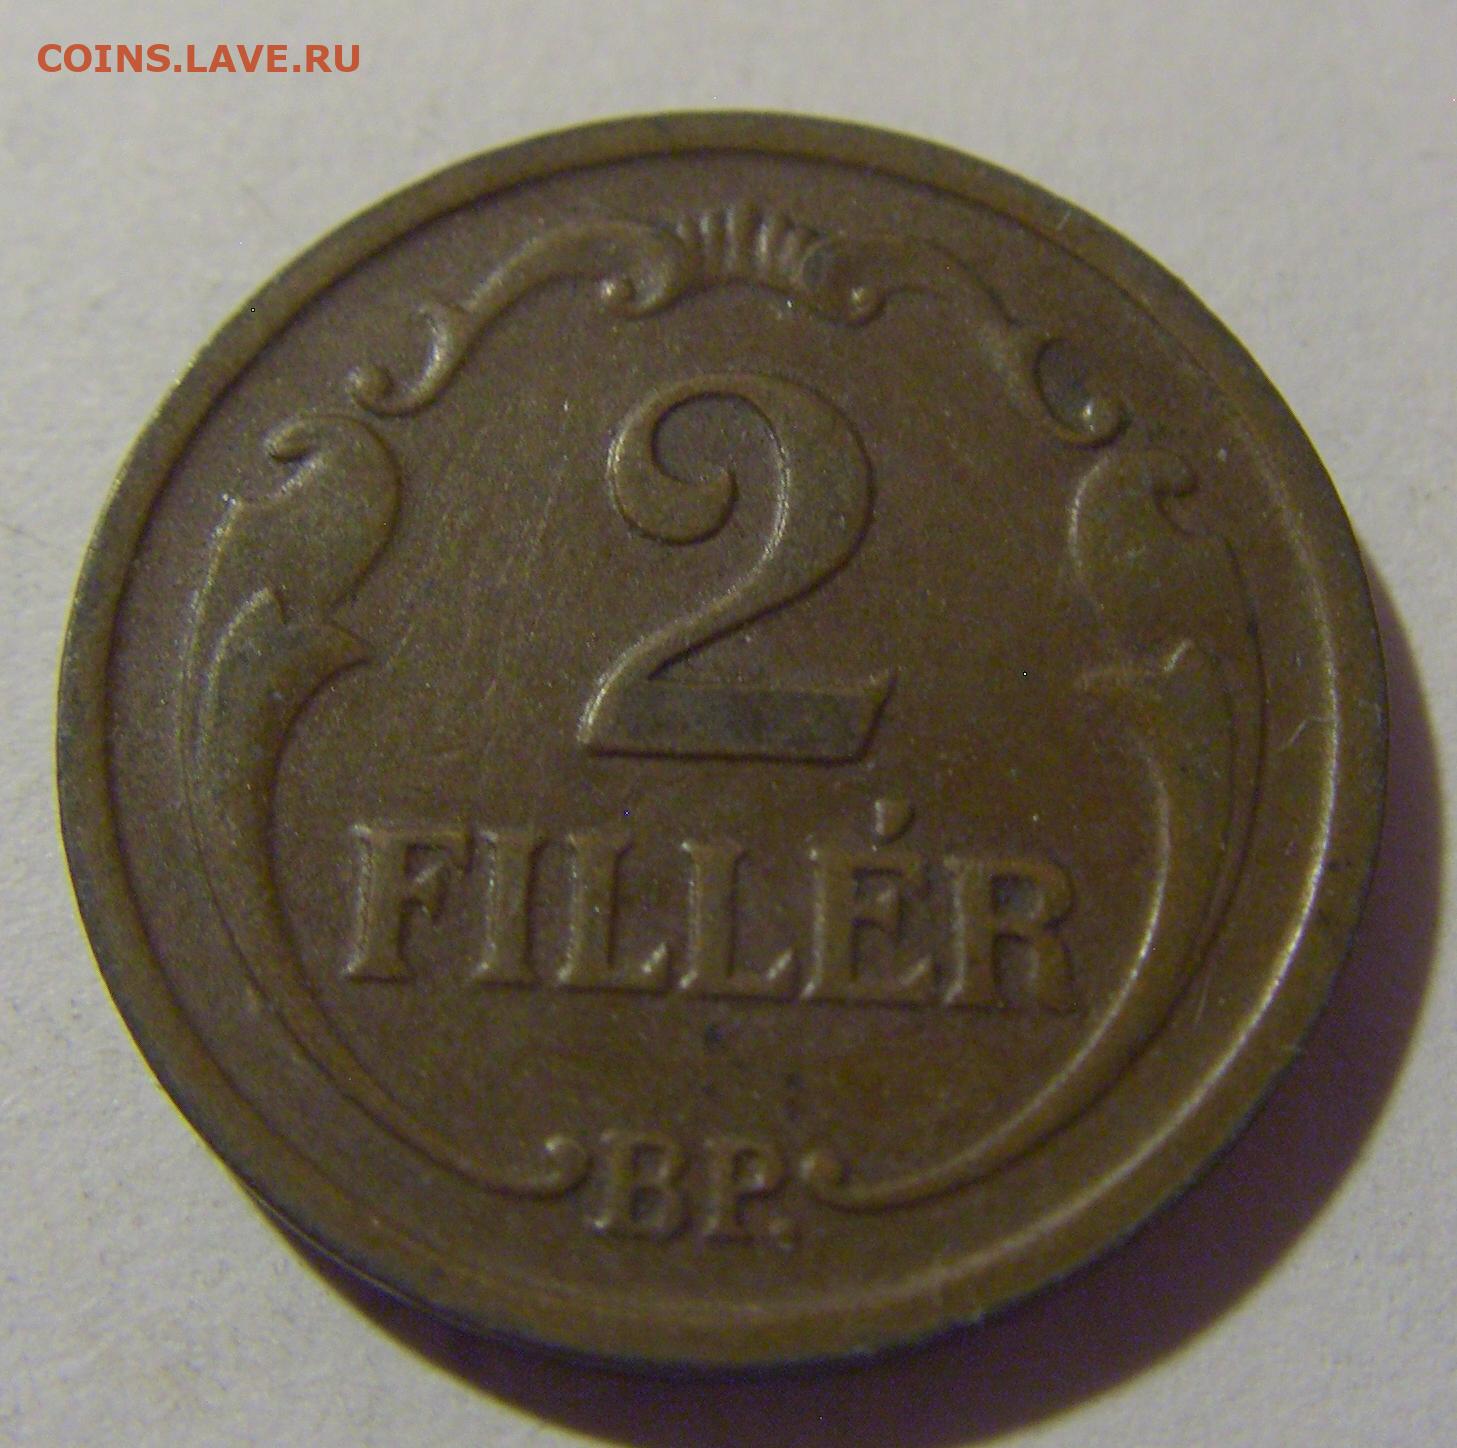 COINS.LAVE.RU
2
FILLÉR
BP.